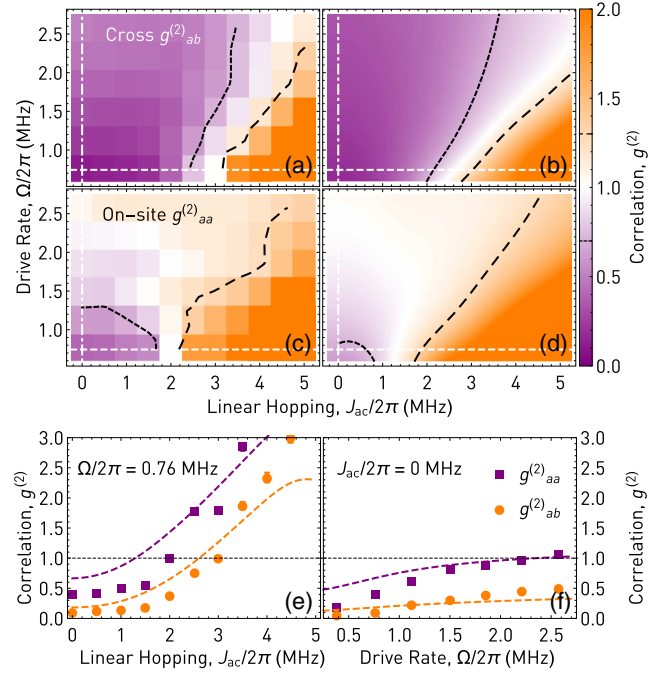 Cross g⁽²⁾ab
(a)
(b)
On-site g⁽²⁾aa
(c)
(d)
Drive Rate, Ω/2π (MHz)
2.5
2.0
1.5
1.0
2.5
2.0
1.5
1.0
0 1 2 3 4 5
0 1 2 3 4 5
Linear Hopping, Jac/2π (MHz)
2.0
1.5
1.0
0.5
0.0
Correlation, g⁽²⁾
Correlation, g⁽²⁾
3.0
2.5
2.0
1.5
1.0
0.5
0.0
Ω/2π = 0.76 MHz
(e)
0 1 2 3 4 5
Linear Hopping, Jac/2π (MHz)
Jac/2π = 0 MHz
g⁽²⁾aa
g⁽²⁾ab
(f)
0.5 1.0 1.5 2.0 2.5
Drive Rate, Ω/2π (MHz)
3.0
2.5
2.0
1.5
1.0
0.5
0.0
Correlation, g⁽²⁾